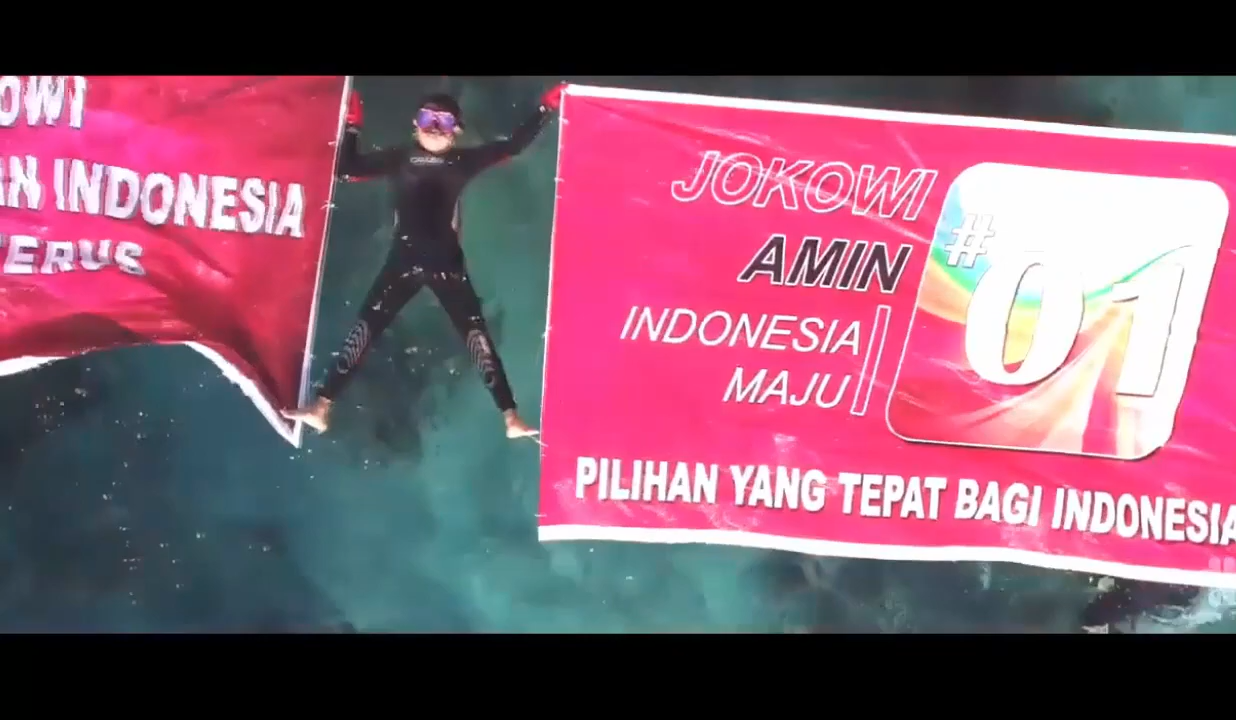 OWI
AN INDONESIA
TERUS
JOKOWI
AMIN
INDONESIA
MAJU
#01
PILIHAN YANG TEPAT BAGI INDONESIA